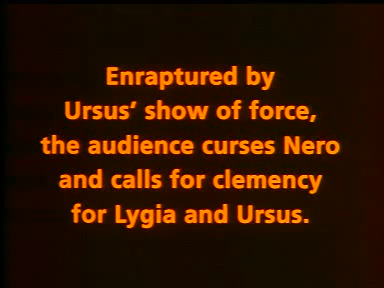 Enraptured by
Ursus' show of force,
the audience curses Nero
and calls for clemency
for Lygia and Ursus.